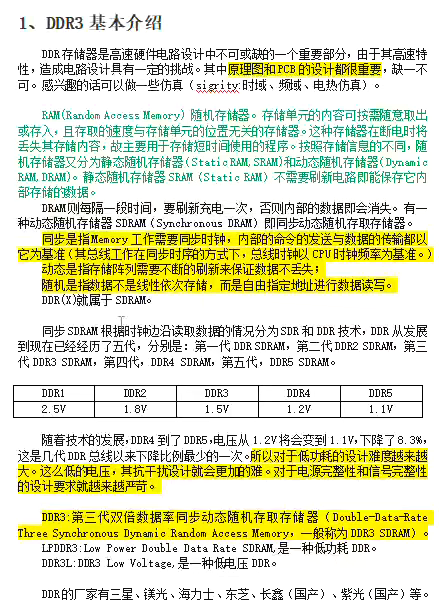 1、DDR3 基本介绍
DDR存储器是高速硬件电路设计中不可或缺的一个重要部分，由于其高速特
性，造成电路设计具有一定的挑战。其中原理图和PCB的设计都很重要，缺一不
可。感兴趣的话可以做一些仿真（sigrity:时域、频域、电热仿真）。
RAM(Random Access Memory) 随机存储器。存储单元的内容可按需随意取出
或存入，且存取的速度与存储单元的位置无关的存储器。这种存储器在断电时将
丢失其存储内容，故主要用于存储短时间使用的程序。按照存储信息的不同，随
机存储器又分为静态随机存储器(Static RAM,SRAM)和动态随机存储器(Dynamic
RAM,DRAM)。静态随机存储器 SRAM（Static RAM）不需要刷新电路即能保存它内
部存储的数据。
DRAM则每隔一段时间，要刷新充电一次，否则内部的数据即会消失。有一
种动态随机存储器 SDRAM（Synchronous DRAM）即同步动态随机存取存储器。
同步是指Memory工作需要同步时钟，内部的命令的发送与数据的传输都以
它为基准（其总线工作在同步时序的方式下，总线时钟以CPU时钟频率为基准。）
动态是指存储阵列需要不断的刷新来保证数据不丢失；
随机是指数据不是线性依次存储，而是自由指定地址进行数据读写。
DDR(X)就属于 SDRAM。
同步 SDRAM 根据时钟边沿读取数据的情况分为 SDR 和 DDR 技术，DDR 从发展
到现在已经经历了五代，分别是：第一代 DDR SDRAM，第二代 DDR2 SDRAM，第三
代 DDR3 SDRAM，第四代，DDR4 SDRAM，第五代，DDR5 SDRAM。
DDR1 DDR2 DDR3 DDR4 DDR5
2.5V 1.8V 1.5V 1.2V 1.1V
随着技术的发展，DDR4 到了 DDR5，电压从 1.2V 将会变到 1.1V，下降了 8.3%，
这是几代 DDR 总线以来下降比例最少的一次。所以对于低功耗的设计难度越来越
大。这么低的电压，其抗干扰设计就会更加的难。对于电源完整性和信号完整性
的设计要求就越来越严苛。
DDR3:第三代双倍数据率同步动态随机存取存储器（Double-Data-Rate
Three Synchronous Dynamic Random Access Memory，一般称为 DDR3 SDRAM）。
LPDDR3:Low Power Double Data Rate SDRAM,是一种低功耗 DDR。
DDR3L:DDR3 Low Voltage,是一种低电压 DDR。
DDR的厂家有三星、镁光、海力士、东芝、长鑫（国产）、紫光（国产）等。